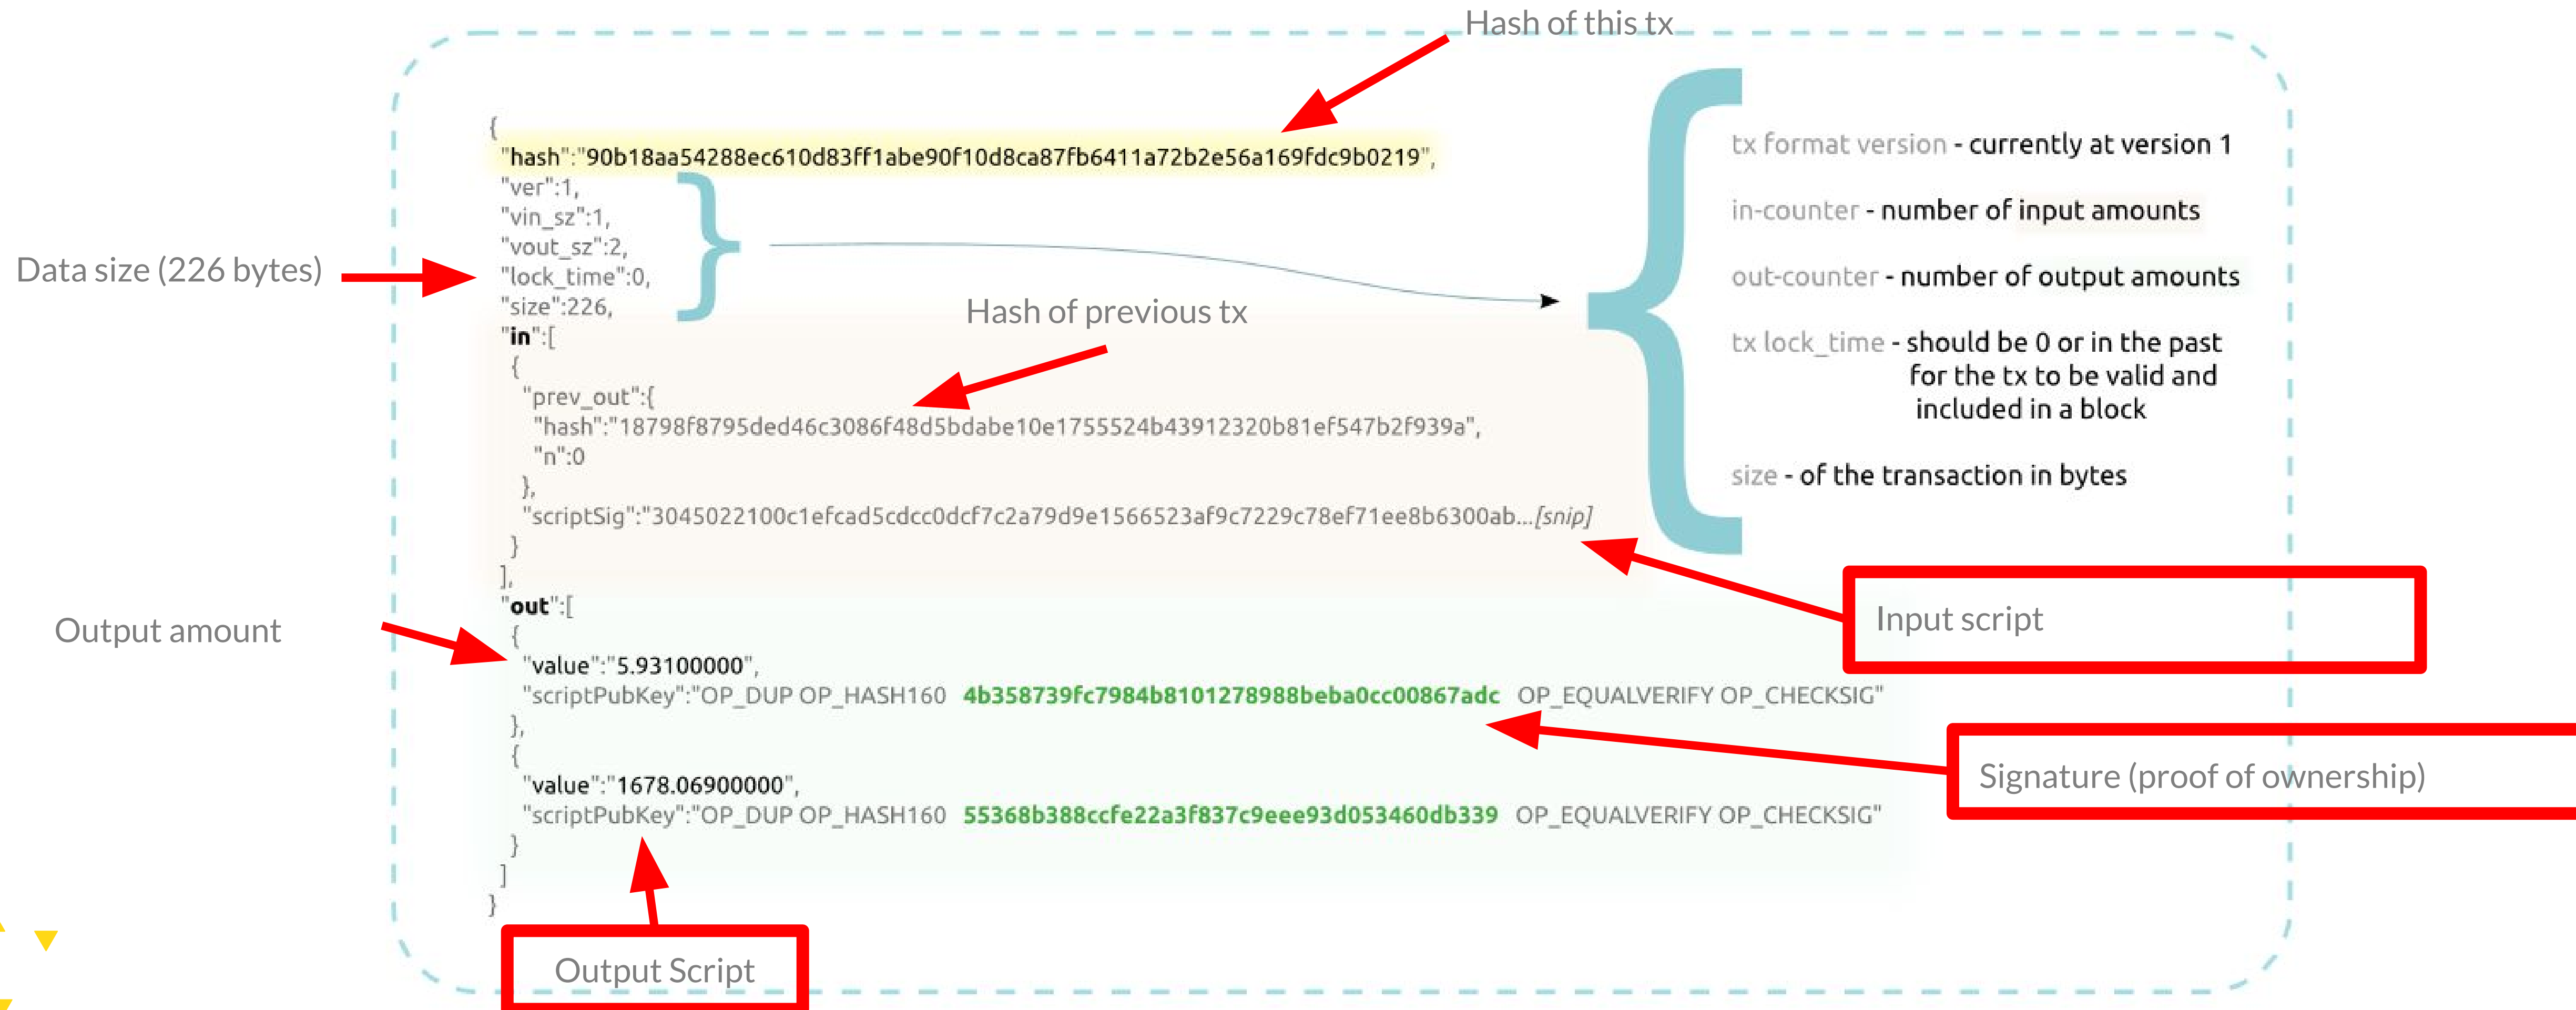 Hash of this tx
{
"hash":"90b18aa54288ec610d83ff1abe90f10d8ca87fb6411a72b2e56a169fdc9b0219",
"ver":1,
"vin_sz":1,
"vout_sz":2,
"lock_time":0,
"size":226,
Data size (226 bytes)
tx format version - currently at version 1
in-counter - number of input amounts
out-counter - number of output amounts
tx lock_time - should be 0 or in the past
for the tx to be valid and
included in a block
size - of the transaction in bytes
Hash of previous tx
"in":[
{
"prev_out":{
"hash":"18798f8795ded46c3086f48d5bdabe10e1755524b43912320b81ef547b2f939a",
"n":0
},
"scriptSig":"3045022100c1efcad5cdcc0dcf7c2a79d9e1566523af9c7229c78ef71ee8b6300ab...[snip]
}
],
Input script
"out":[
Output amount
{
"value":"5.93100000",
"scriptPubKey":"OP_DUP OP_HASH160 4b358739fc7984b8101278988beba0cc00867adc OP_EQUALVERIFY OP_CHECKSIG"
},
Signature (proof of ownership)
{
"value":"1678.06900000",
"scriptPubKey":"OP_DUP OP_HASH160 55368b388ccfe22a3f837c9eee93d053460db339 OP_EQUALVERIFY OP_CHECKSIG"
}
]
}
Output Script